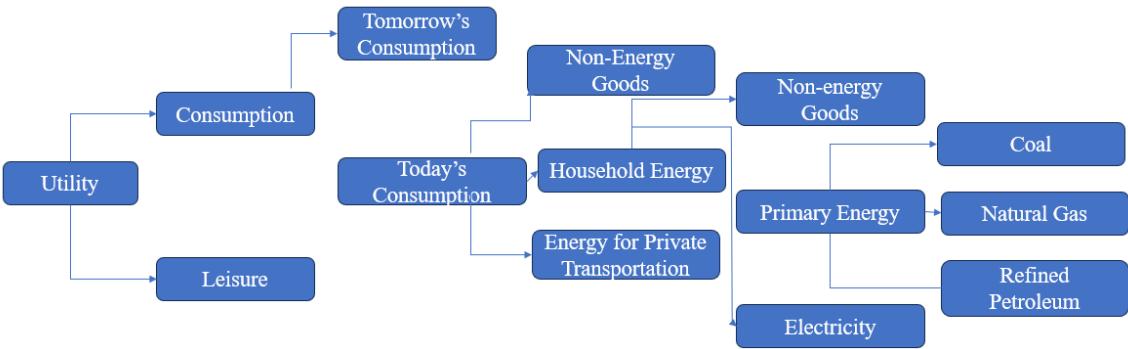 Tomorrow's
Consumption
Non-Energy
Goods
Non-energy
Goods
Consumption
Coal
Utility
Today's
Consumption
Household Energy
Primary Energy
Natural Gas
Energy for Private
Transportation
Leisure
Refined
Petroleum
Electricity